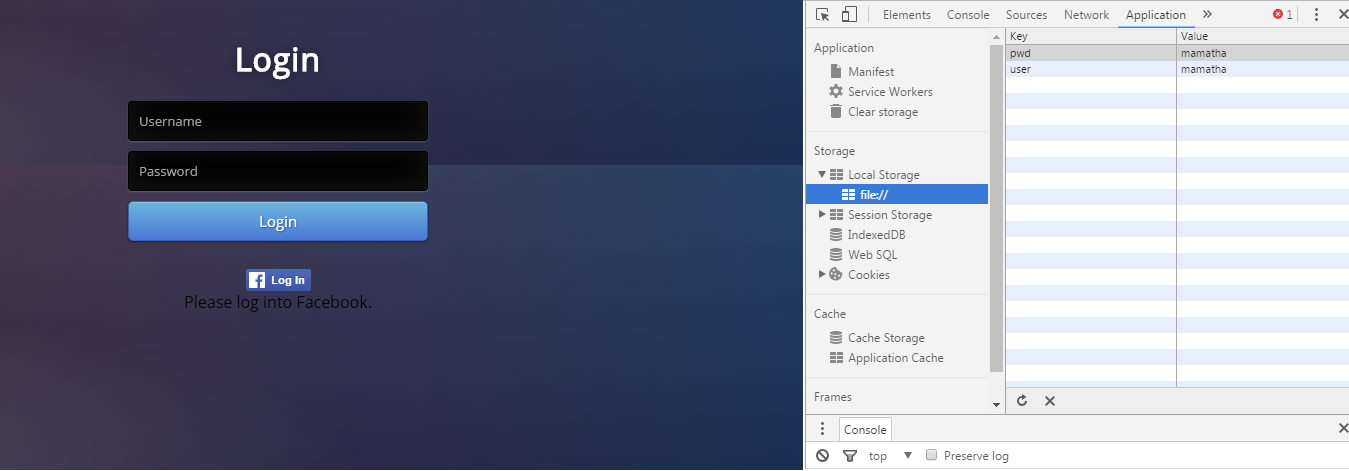 Login
Username
Password
Login
Log In
Please log into Facebook.
Elements Console Sources Network Application » 1
Application
Manifest
Service Workers
Clear storage
Storage
Local Storage
file://
Session Storage
IndexedDB
Web SQL
Cookies
Cache
Cache Storage
Application Cache
Frames
Key Value
pwd mamatha
user mamatha
Console
top Preserve log